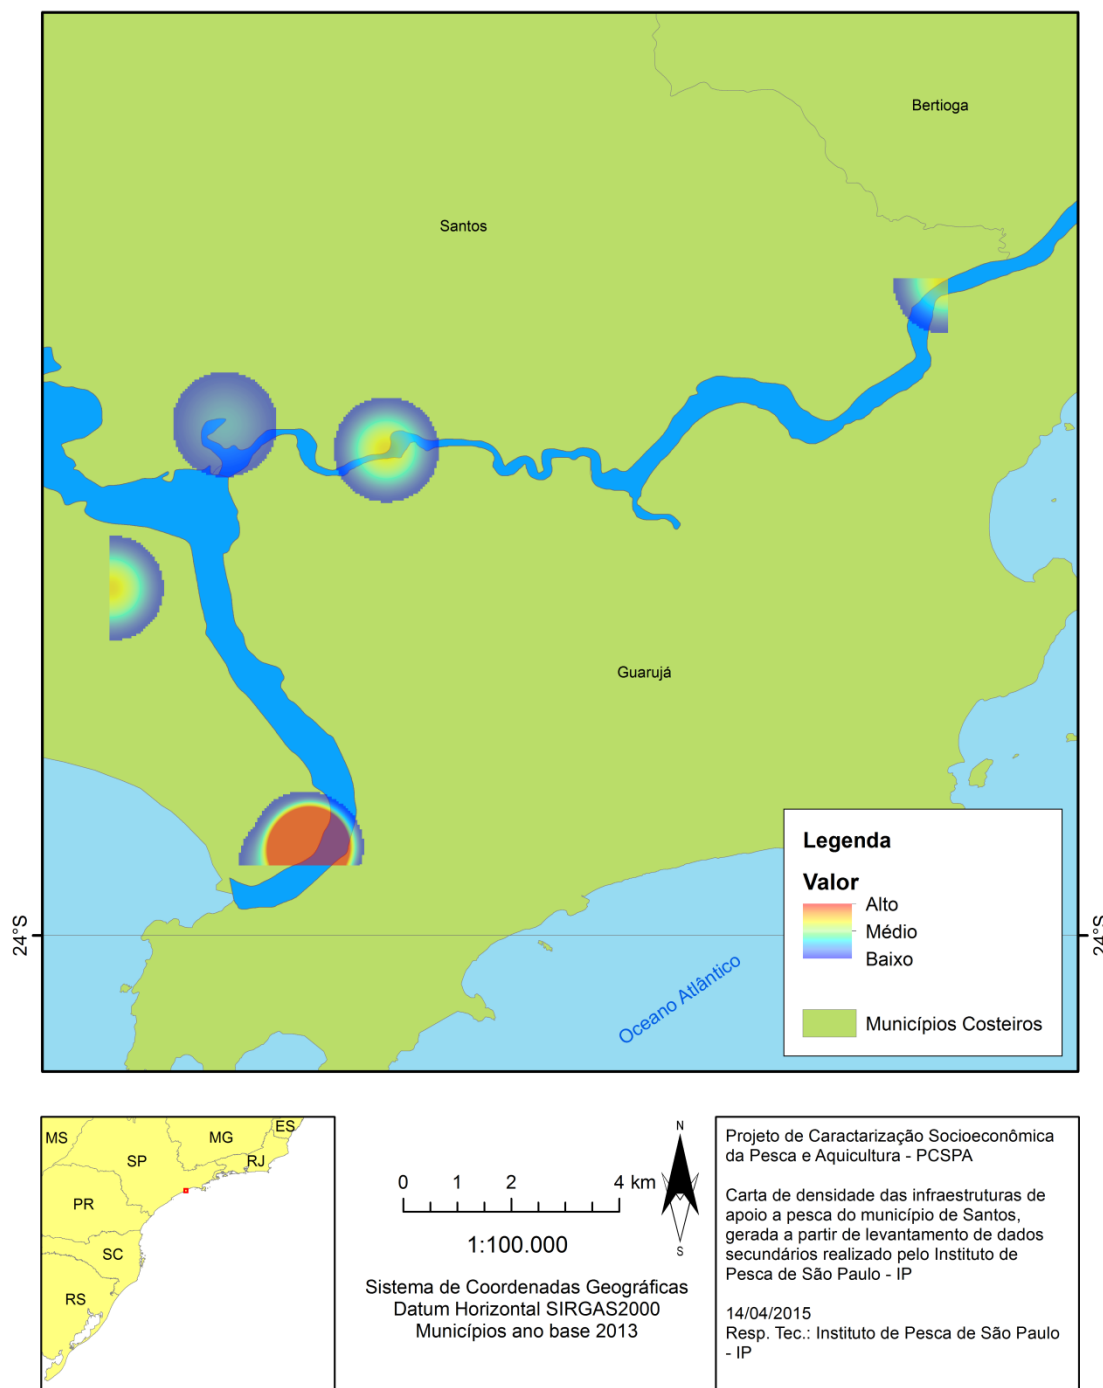 Bertioga
Santos
Guarujá
Oceano Atlântico
24°S
24°S
Legenda
Valor
Alto
Médio
Baixo
Municípios Costeiros
MS
MG
ES
SP
RJ
PR
SC
RS
0 1 2 4 km
1:100.000
Sistema de Coordenadas Geográficas
Datum Horizontal SIRGAS2000
Municípios ano base 2013
N
S
Projeto de Caractarização Socioeconômica
da Pesca e Aquicultura - PCSPA
Carta de densidade das infraestruturas de
apoio a pesca do município de Santos,
gerada a partir de levantamento de dados
secundários realizado pelo Instituto de
Pesca de São Paulo - IP
14/04/2015
Resp. Tec.: Instituto de Pesca de São Paulo
- IP